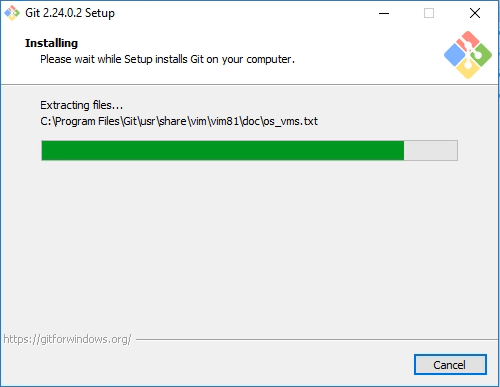 Git 2.24.0.2 Setup
Installing
Please wait while Setup installs Git on your computer.
Extracting files...
C:\Program Files\Git\usr\share\vim\vim81\doc\os_vms.txt
https://gitforwindows.org/
Cancel